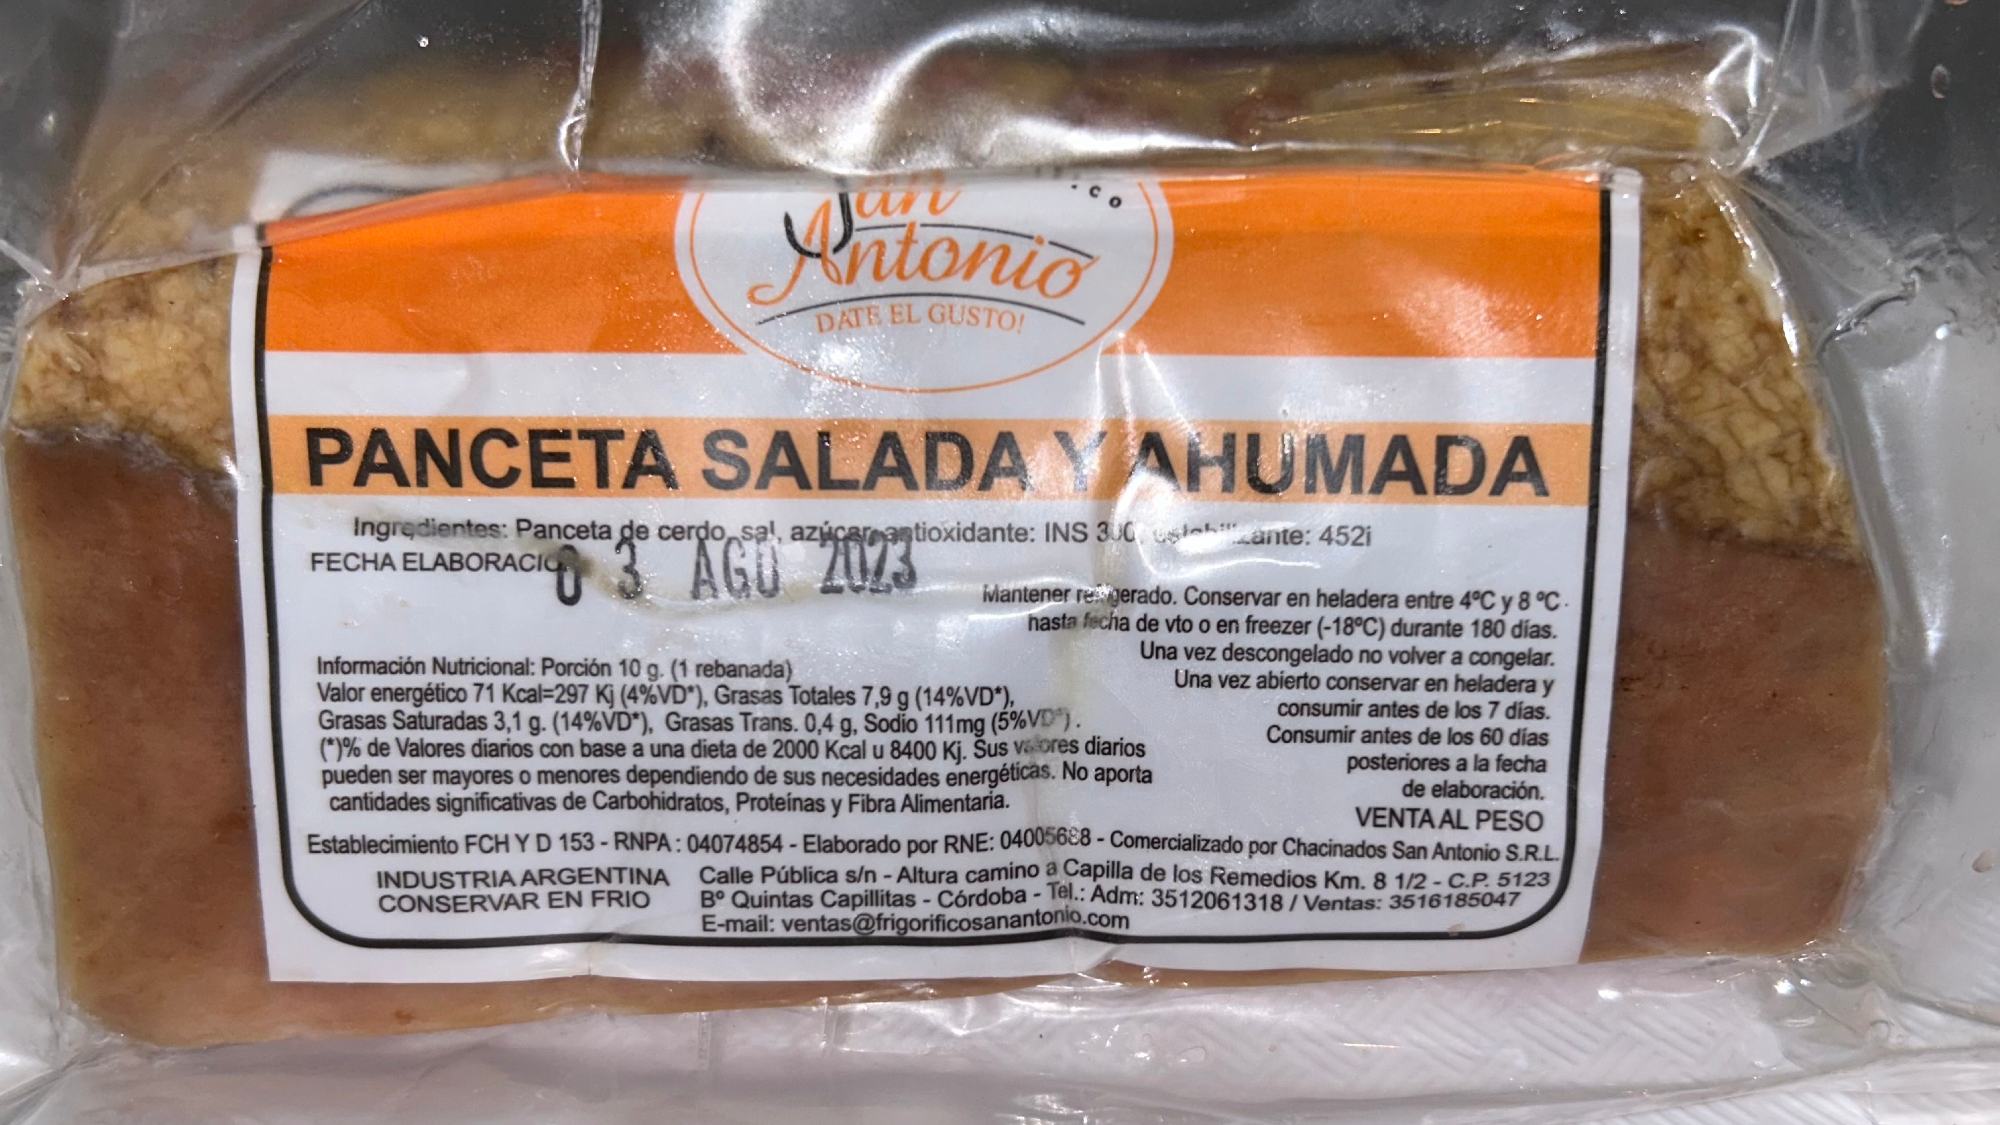 San
co
Antonio
DATE EL GUSTO!
PANCETA SALADA Y AHUMADA
Ingredientes: Panceta de cerdo, sal, azúcar, antioxidante: INS 300, estabilizante: 452i
FECHA ELABORACIÓ
03 AGO 2023
Mantener refrigerado. Conservar en heladera entre 4ºC y 8 ºC
hasta fecha de vto o en freezer (-18ºC) durante 180 días.
Una vez descongelado no volver a congelar.
Una vez abierto conservar en heladera y
consumir antes de los 7 días.
Consumir antes de los 60 días
posteriores a la fecha
de elaboración.
VENTA AL PESO
Información Nutricional: Porción 10 g. (1 rebanada)
Valor energético 71 Kcal=297 Kj (4%VD*), Grasas Totales 7,9 g (14%VD*),
Grasas Saturadas 3,1 g. (14%VD*), Grasas Trans. 0,4 g, Sodio 111mg (5%VD*).
(*)% de Valores diarios con base a una dieta de 2000 Kcal u 8400 Kj. Sus valores diarios
pueden ser mayores o menores dependiendo de sus necesidades energéticas. No aporta
cantidades significativas de Carbohidratos, Proteínas y Fibra Alimentaria.
Establecimiento FCH Y D 153 - RNPA: 04074854 - Elaborado por RNE: 04005688 - Comercializado por Chacinados San Antonio S.R.L.
INDUSTRIA ARGENTINA
CONSERVAR EN FRIO
Calle Pública s/n - Altura camino a Capilla de los Remedios Km. 8 1/2 - C.P. 5123
Bº Quintas Capillitas - Córdoba - Tel.: Adm: 3512061318 / Ventas: 3516185047
E-mail: ventas@frigorificosanantonio.com